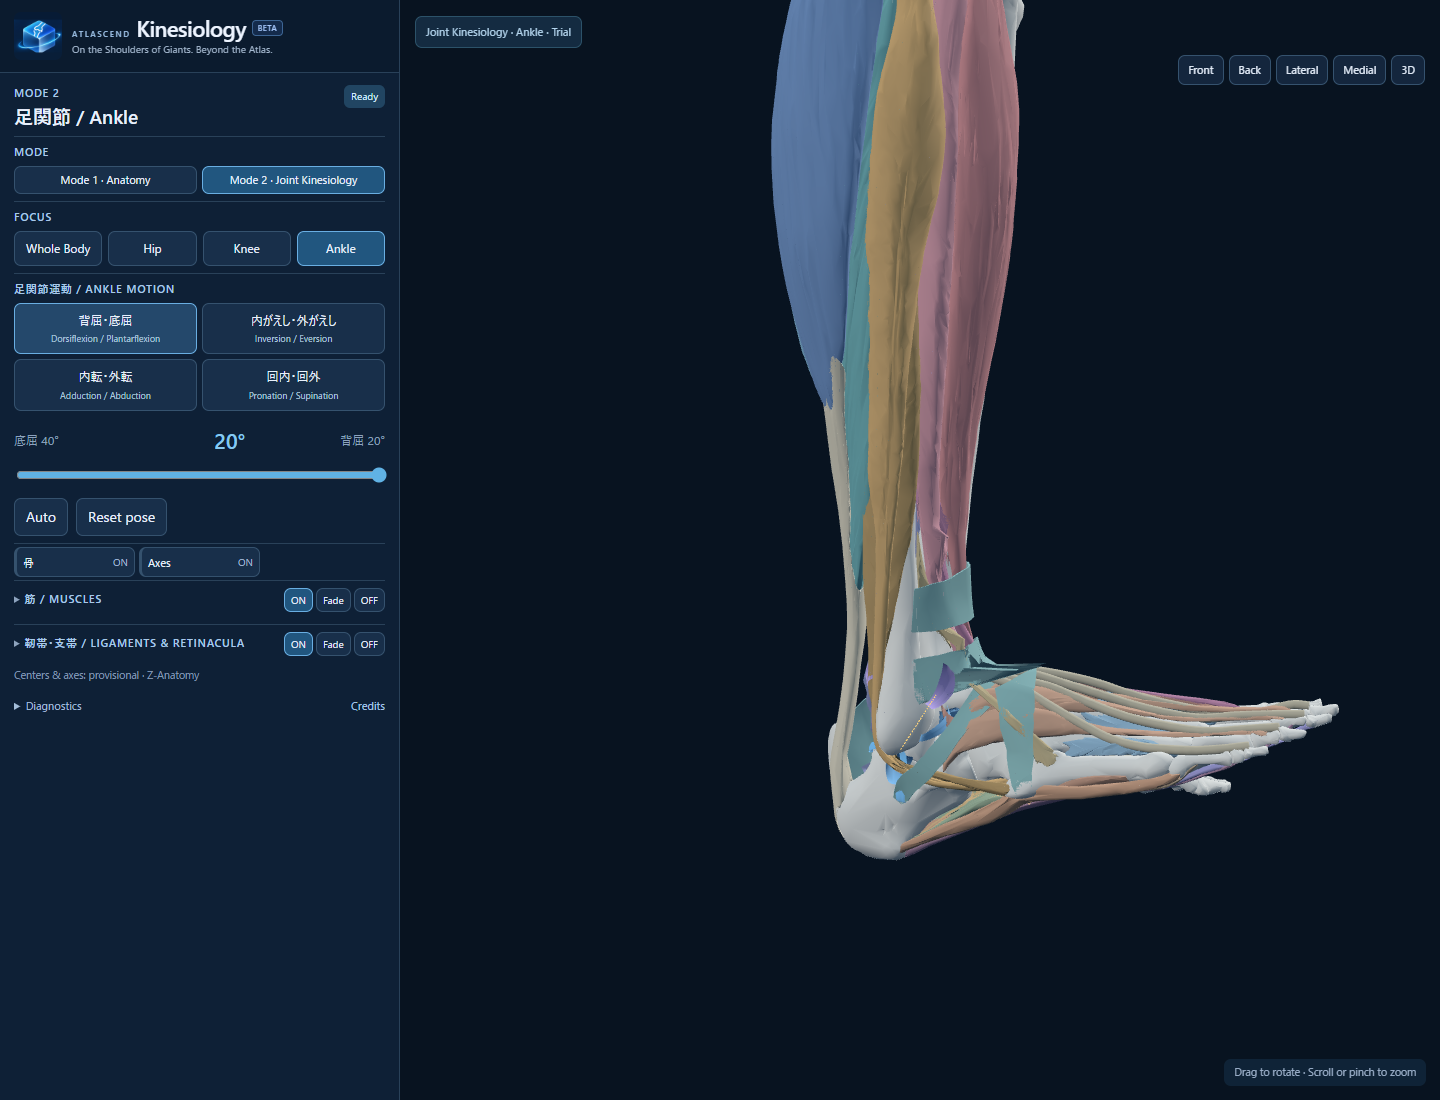 ATLASCEND Kinesiology BETA
On the Shoulders of Giants. Beyond the Atlas.
MODE 2
Ready
足関節 / Ankle
MODE
Mode 1 · Anatomy
Mode 2 · Joint Kinesiology
FOCUS
Whole Body
Hip
Knee
Ankle
足関節運動 / ANKLE MOTION
背屈・底屈
Dorsiflexion / Plantarflexion
内がえし・外がえし
Inversion / Eversion
内転・外転
Adduction / Abduction
回内・回外
Pronation / Supination
底屈 40°
20°
背屈 20°
Auto
Reset pose
骨 ON
Axes ON
筋 / MUSCLES
ON
Fade
OFF
靭帯・支帯 / LIGAMENTS & RETINACULA
ON
Fade
OFF
Centers & axes: provisional · Z-Anatomy
Diagnostics
Credits
Joint Kinesiology · Ankle · Trial
Front
Back
Lateral
Medial
3D
Drag to rotate · Scroll or pinch to zoom